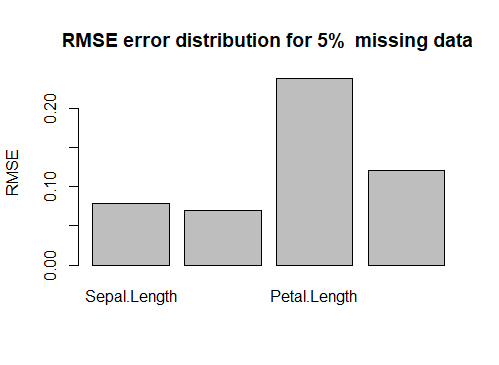 RMSE error distribution for 5%  missing data
RMSE
0.20
0.10
0.00
Sepal.Length
Petal.Length